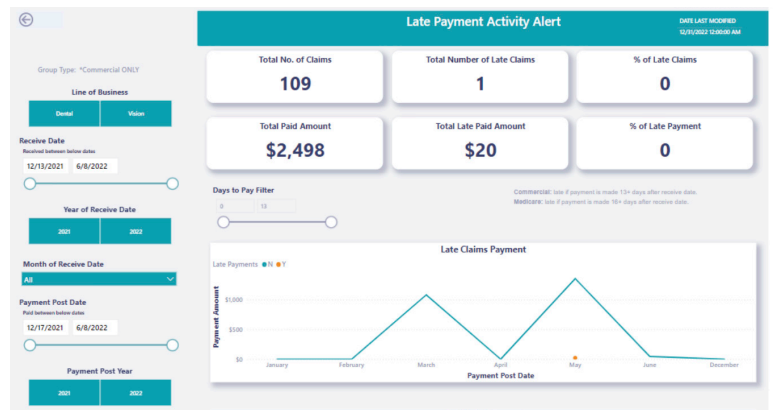 Late Payment Activity Alert
DATE LAST MODIFIED
12/31/2022 12:00:00 AM
Group Type: *Commercial ONLY
Line of Business
Dental Vision
Receive Date
Received between below dates
12/13/2021 6/8/2022
Year of Receive Date
2021 2022
Month of Receive Date
All
Payment Post Date
Paid between below dates
12/17/2021 6/8/2022
Payment Post Year
2021 2022
Total No. of Claims
109
Total Number of Late Claims
1
% of Late Claims
0
Total Paid Amount
$2,498
Total Late Paid Amount
$20
% of Late Payment
0
Days to Pay Filter
0 13
Commercial: late if payment is made 13+ days after receive date.
Medicare: late if payment is made 16+ days after receive date.
Late Claims Payment
Late Payments N Y
Payment Amount
$1,000
$500
$0
January February March April May June December
Payment Post Date